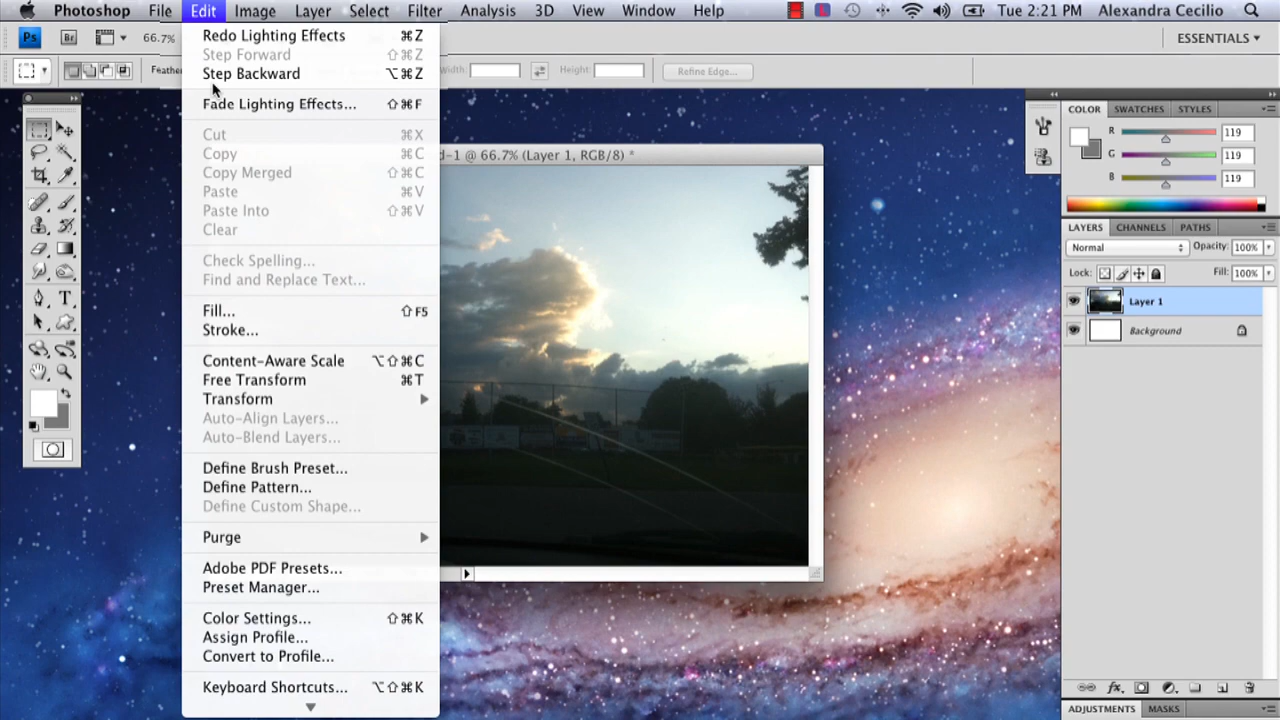 Photoshop File Edit Image Layer Select Filter Analysis 3D View Window Help Tue 2:21 PM Alexandra Cecilio
Ps Br 66.7% ESSENTIALS
Feather Width: Height: Refine Edge...
Redo Lighting Effects ⌘Z
Step Forward ⇧⌘Z
Step Backward ⌥⌘Z
Fade Lighting Effects... ⇧⌘F
Cut ⌘X
Copy ⌘C
Copy Merged ⇧⌘C
Paste ⌘V
Paste Into ⇧⌘V
Clear
Check Spelling...
Find and Replace Text...
Fill... ⇧F5
Stroke...
Content-Aware Scale ⌥⇧⌘C
Free Transform ⌘T
Transform
Auto-Align Layers...
Auto-Blend Layers...
Define Brush Preset...
Define Pattern...
Define Custom Shape...
Purge
Adobe PDF Presets...
Preset Manager...
Color Settings... ⇧⌘K
Assign Profile...
Convert to Profile...
Keyboard Shortcuts... ⌥⇧⌘K
d-1 @ 66.7% (Layer 1, RGB/8) *
COLOR SWATCHES STYLES
R 119
G 119
B 119
LAYERS CHANNELS PATHS
Normal Opacity: 100%
Lock: Fill: 100%
Layer 1
Background
fx
ADJUSTMENTS MASKS